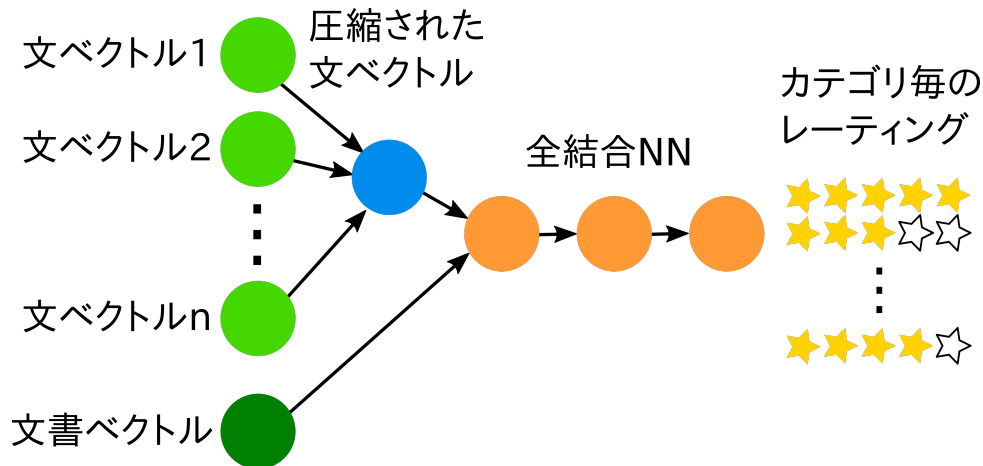 文ベクトル1
圧縮された
文ベクトル
文ベクトル2
カテゴリ毎の
レーティング
全結合NN
文ベクトルn
文書ベクトル